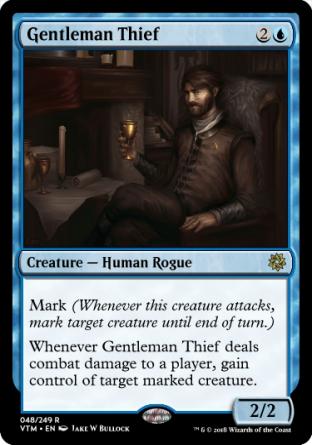 Gentleman Thief 2
Creature — Human Rogue
Mark (Whenever this creature attacks,
mark target creature until end of turn.)
Whenever Gentleman Thief deals
combat damage to a player, gain
control of target marked creature.
2/2
048/249 R
VTM • EN Jake W Bullock
™ & © 2018 Wizards of the Coast